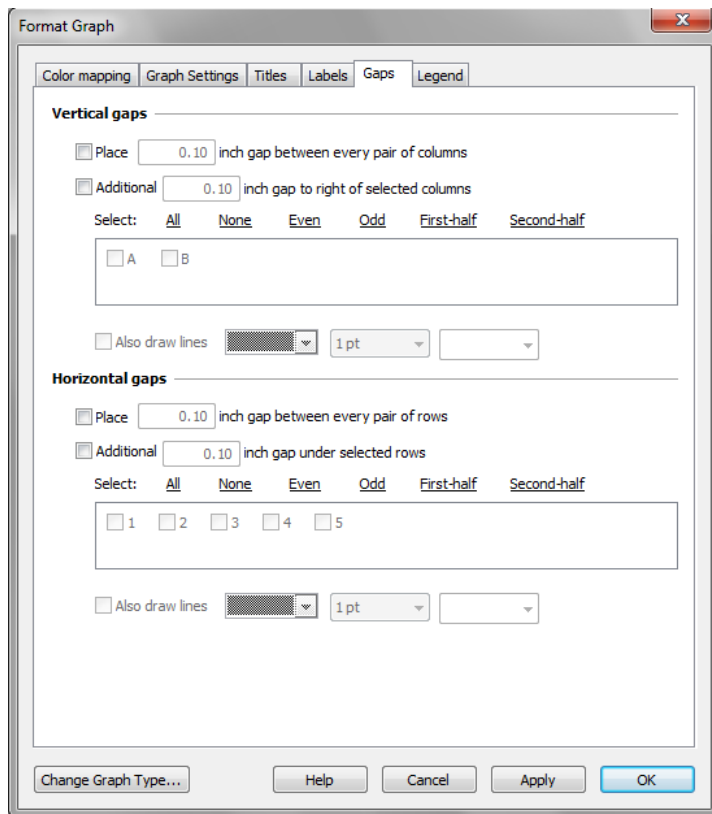 Format Graph
Color mapping Graph Settings Titles Labels Gaps Legend
Vertical gaps
Place 0.10 inch gap between every pair of columns
Additional 0.10 inch gap to right of selected columns
Select: All None Even Odd First-half Second-half
A B
Also draw lines 1 pt
Horizontal gaps
Place 0.10 inch gap between every pair of rows
Additional 0.10 inch gap under selected rows
Select: All None Even Odd First-half Second-half
1 2 3 4 5
Also draw lines 1 pt
Change Graph Type... Help Cancel Apply OK